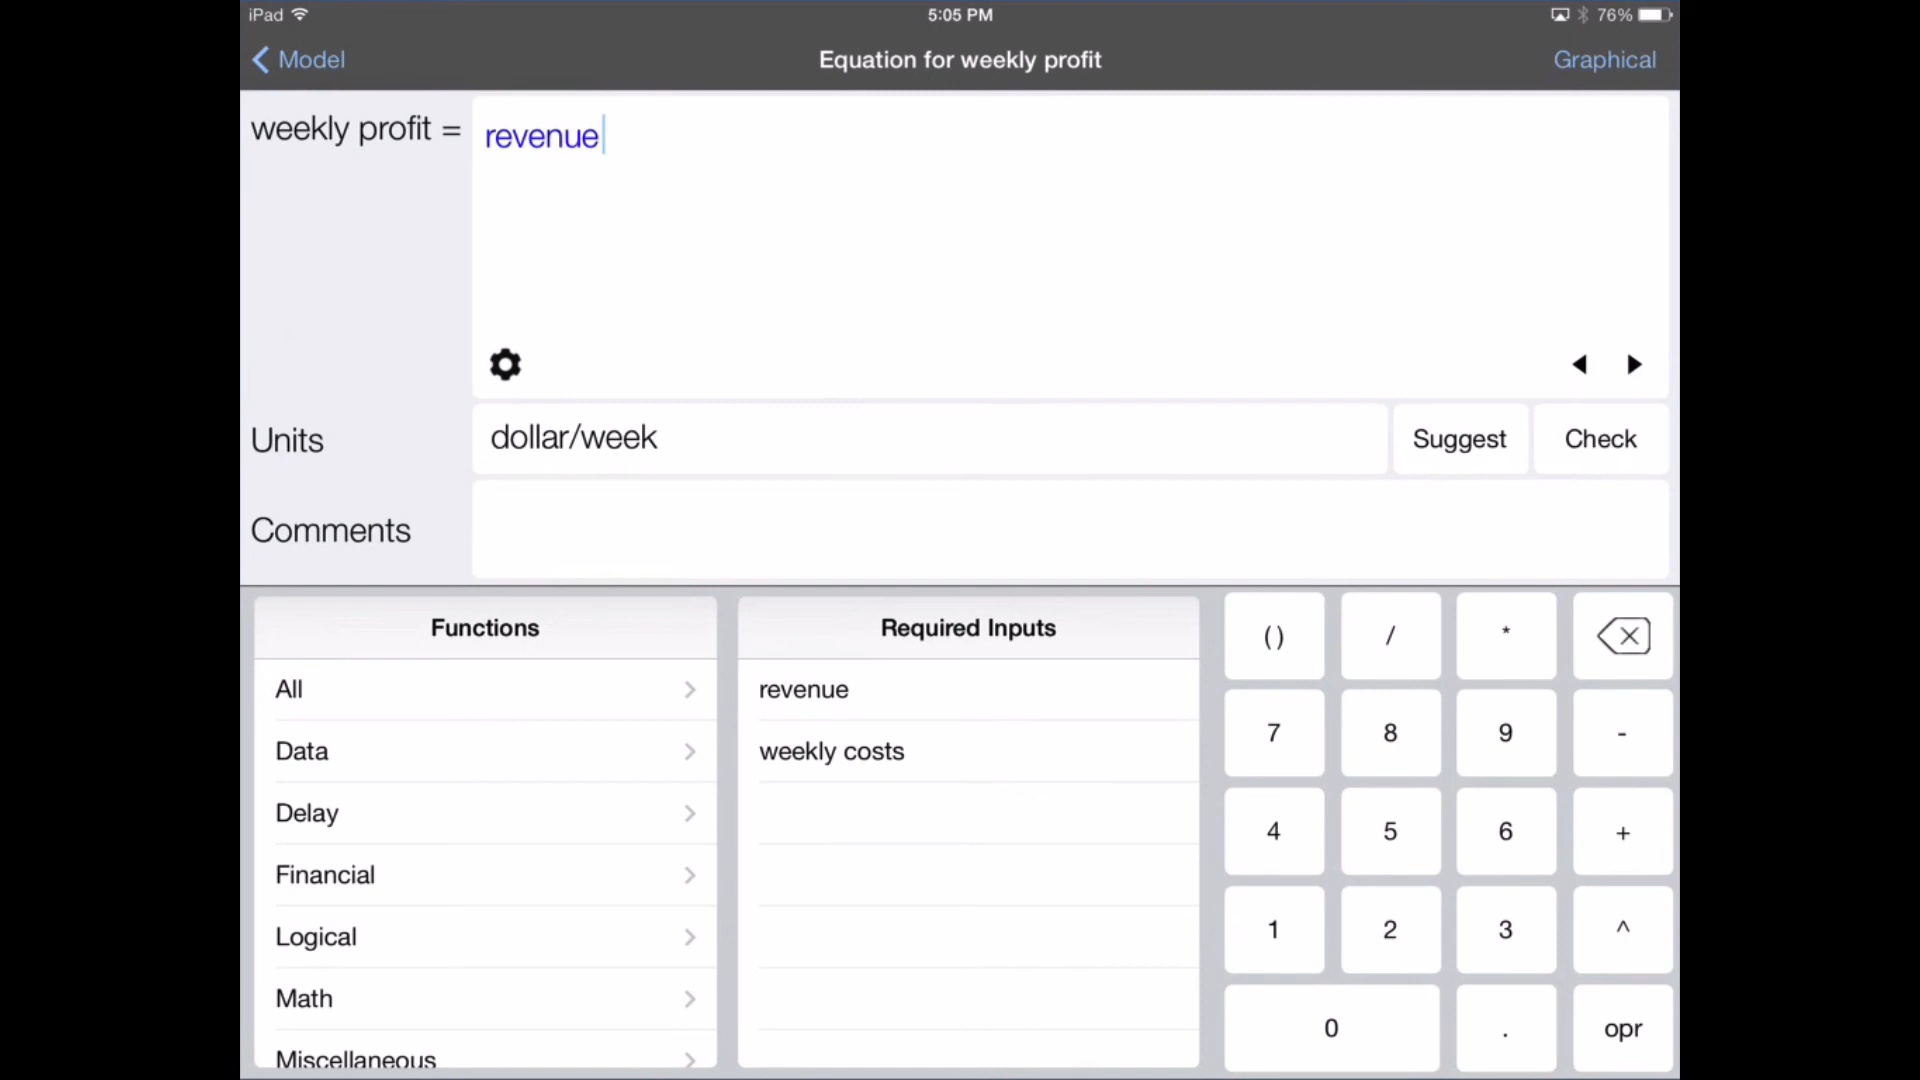 iPad 5:05 PM 76%
Model Equation for weekly profit Graphical
weekly profit = revenue
Units dollar/week Suggest Check
Comments
Functions Required Inputs
( ) / *
All revenue
7 8 9 -
Data weekly costs
Delay
4 5 6 +
Financial
Logical
1 2 3 ^
Math
0 . opr
Miscellaneous